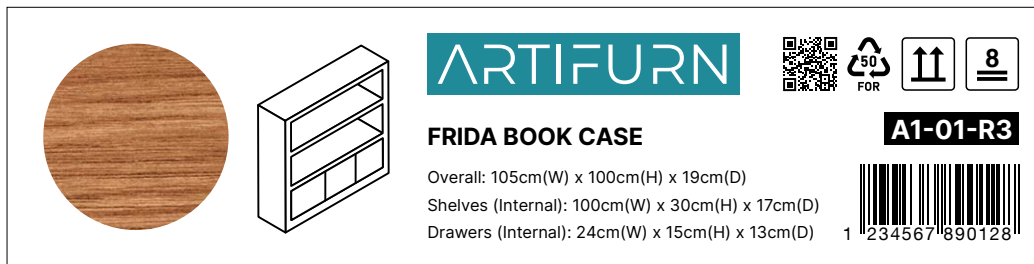 ARTIFURN
50
FOR
8
FRIDA BOOK CASE
A1-01-R3
Overall: 105cm(W) x 100cm(H) x 19cm(D)
Shelves (Internal): 100cm(W) x 30cm(H) x 17cm(D)
Drawers (Internal): 24cm(W) x 15cm(H) x 13cm(D)
1 234567 890128